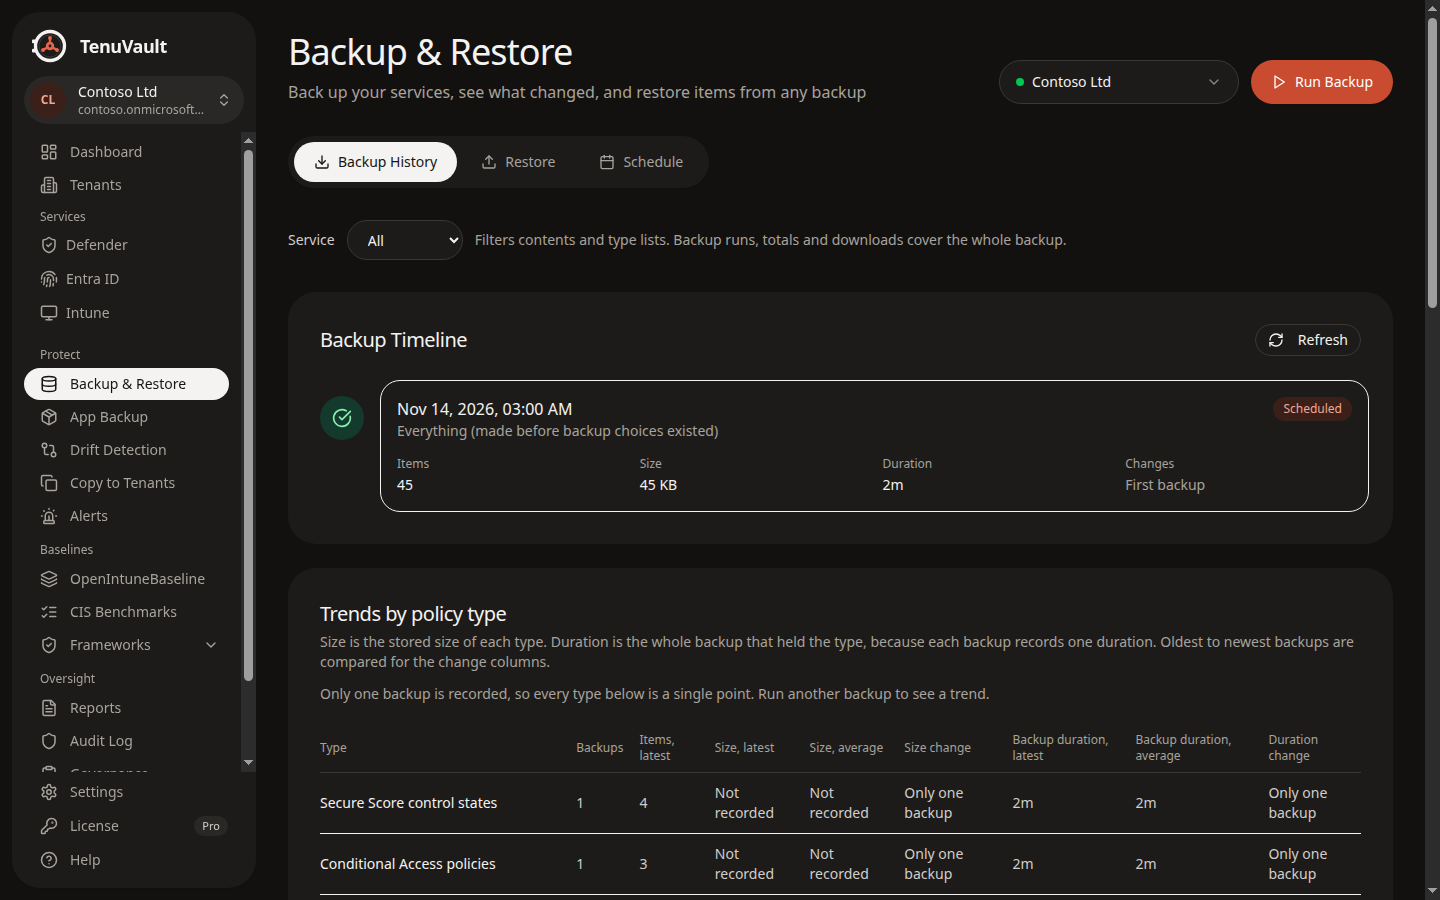 TenuVault
CL
Contoso Ltd
contoso.onmicrosoft...
Dashboard
Tenants
Services
Defender
Entra ID
Intune
Protect
Backup & Restore
App Backup
Drift Detection
Copy to Tenants
Alerts
Baselines
OpenIntuneBaseline
CIS Benchmarks
Frameworks
Oversight
Reports
Audit Log
Settings
License
Pro
Help
Backup & Restore
Back up your services, see what changed, and restore items from any backup
Contoso Ltd
Run Backup
Backup History
Restore
Schedule
Service
All
Filters contents and type lists. Backup runs, totals and downloads cover the whole backup.
Backup Timeline
Refresh
Nov 14, 2026, 03:00 AM
Scheduled
Everything (made before backup choices existed)
Items
Size
Duration
Changes
45
45 KB
2m
First backup
Trends by policy type
Size is the stored size of each type. Duration is the whole backup that held the type, because each backup records one duration. Oldest to newest backups are
compared for the change columns.
Only one backup is recorded, so every type below is a single point. Run another backup to see a trend.
Type
Backups
Items, latest
Size, latest
Size, average
Size change
Backup duration, latest
Backup duration, average
Duration change
Secure Score control states
1
4
Not recorded
Not recorded
Only one backup
2m
2m
Only one backup
Conditional Access policies
1
3
Not recorded
Not recorded
Only one backup
2m
2m
Only one backup